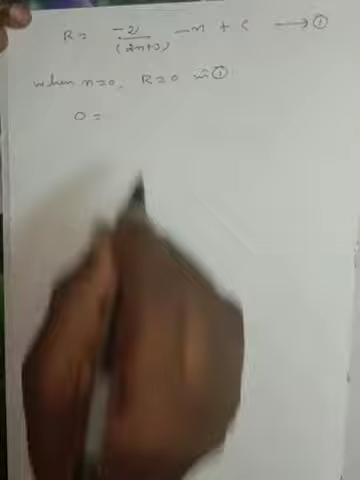 R = -2/(2n+3) - n + c → ①
when n=0, R=0 in ①
0 =